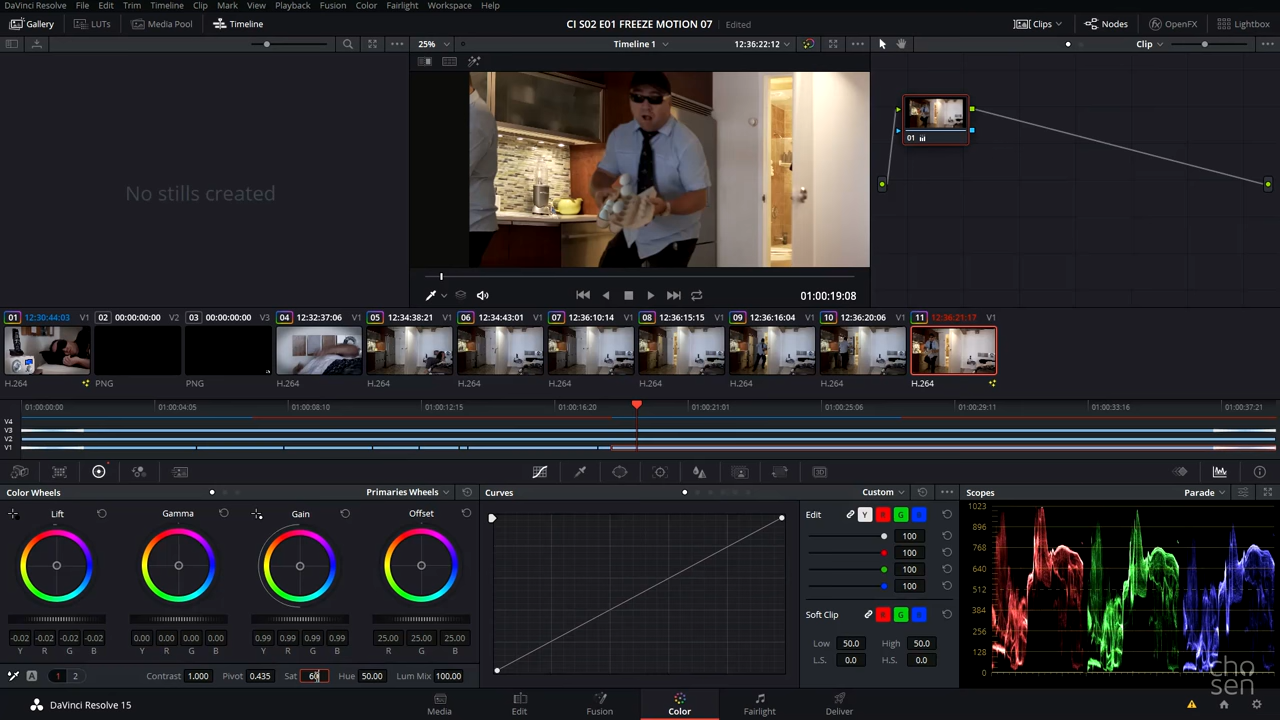 DaVinci Resolve File Edit Trim Timeline Clip Mark View Playback Fusion Color Fairlight Workspace Help
Gallery LUTs Media Pool Timeline CI S02 E01 FREEZE MOTION 07 Edited Clips Nodes OpenFX Lightbox
25% Timeline 1 12:36:22:12 Clip
No stills created
01
01:00:19:08
01 12:30:44:03 V1 02 00:00:00:00 V2 03 00:00:00:00 V3 04 12:32:37:06 V1 05 12:34:38:21 V1 06 12:34:43:01 V1 07 12:36:10:14 V1 08 12:36:15:15 V1 09 12:36:16:04 V1 10 12:36:20:06 V1 11 12:36:21:17 V1
H.264 PNG PNG H.264 H.264 H.264 H.264 H.264 H.264 H.264 H.264
01:00:00:00 01:00:04:05 01:00:08:10 01:00:12:15 01:00:16:20 01:00:21:01 01:00:25:06 01:00:29:11 01:00:33:16 01:00:37:21
V4
V3
V2
V1
Color Wheels Primaries Wheels Curves Custom Scopes Parade
Lift Gamma Gain Offset Edit Y R G B
100
100
100
100
Soft Clip R G B
Low 50.0 High 50.0
L.S. 0.0 H.S. 0.0
1023
896
768
640
512
384
256
128
0
-0.02 -0.02 -0.02 -0.02 0.00 0.00 0.00 0.00 0.99 0.99 0.99 0.99 25.00 25.00 25.00
Y R G B Y R G B Y R G B R G B
A 1 2 Contrast 1.000 Pivot 0.435 Sat 60 Hue 50.00 Lum Mix 100.00
chosen
DaVinci Resolve 15 Media Edit Fusion Color Fairlight Deliver